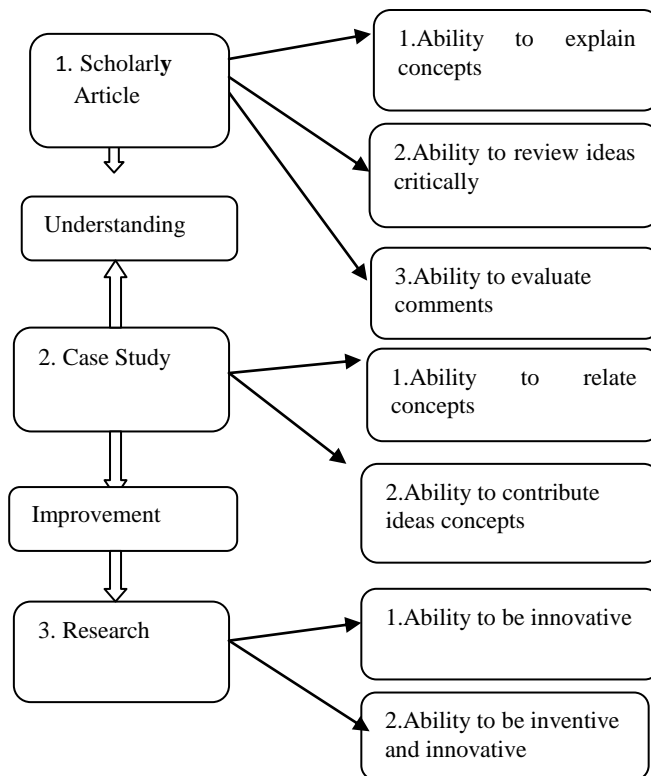 1. Scholarly
Article
1.Ability to explain
concepts
2.Ability to review ideas
critically
Understanding
3.Ability to evaluate
comments
2. Case Study
1.Ability to relate
concepts
2.Ability to contribute
ideas concepts
Improvement
3. Research
1.Ability to be innovative
2.Ability to be inventive
and innovative